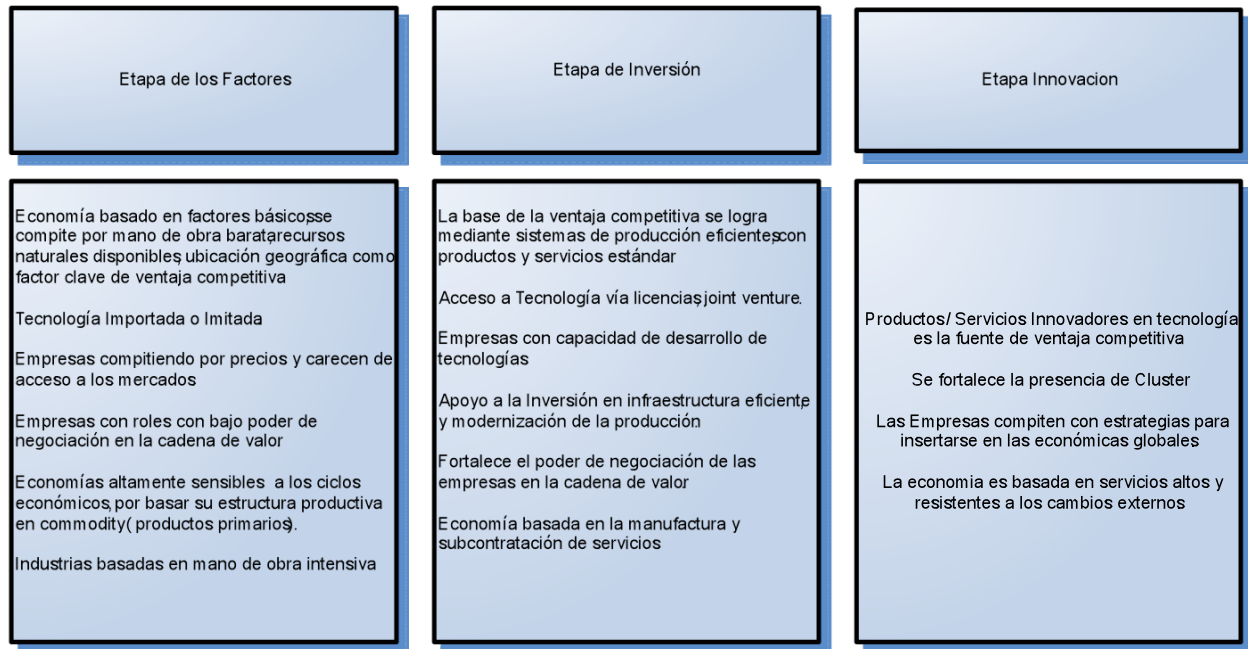 Etapa de los Factores
Etapa de Inversión
Etapa Innovacion
Economía basado en factores básicos, se
compite por mano de obra barata, recursos
naturales disponibles, ubicación geográfica como
factor clave de ventaja competitiva
Tecnología Importada o Imitada.
Empresas compitiendo por precios y carecen de
acceso a los mercados
Empresas con roles con bajo poder de
negociación en la cadena de valor
Economías altamente sensibles a los ciclos
económicos, por basar su estructura productiva
en commodity( productos primarios).
Industrias basadas en mano de obra intensiva
La base de la ventaja competitiva se logra
mediante sistemas de producción eficientes, con
productos y servicios estándar
Acceso a Tecnología vía licencias, joint venture.
Empresas con capacidad de desarrollo de
tecnologías
Apoyo a la Inversión en infraestructura eficiente,
y modernización de la producción.
Fortalece el poder de negociación de las
empresas en la cadena de valor
Economía basada en la manufactura y
subcontratación de servicios
Productos/ Servicios Innovadores en tecnología
es la fuente de ventaja competitiva
Se fortalece la presencia de Cluster
Las Empresas compiten con estrategias para
insertarse en las económicas globales
La economia es basada en servicios altos y
resistentes a los cambios externos